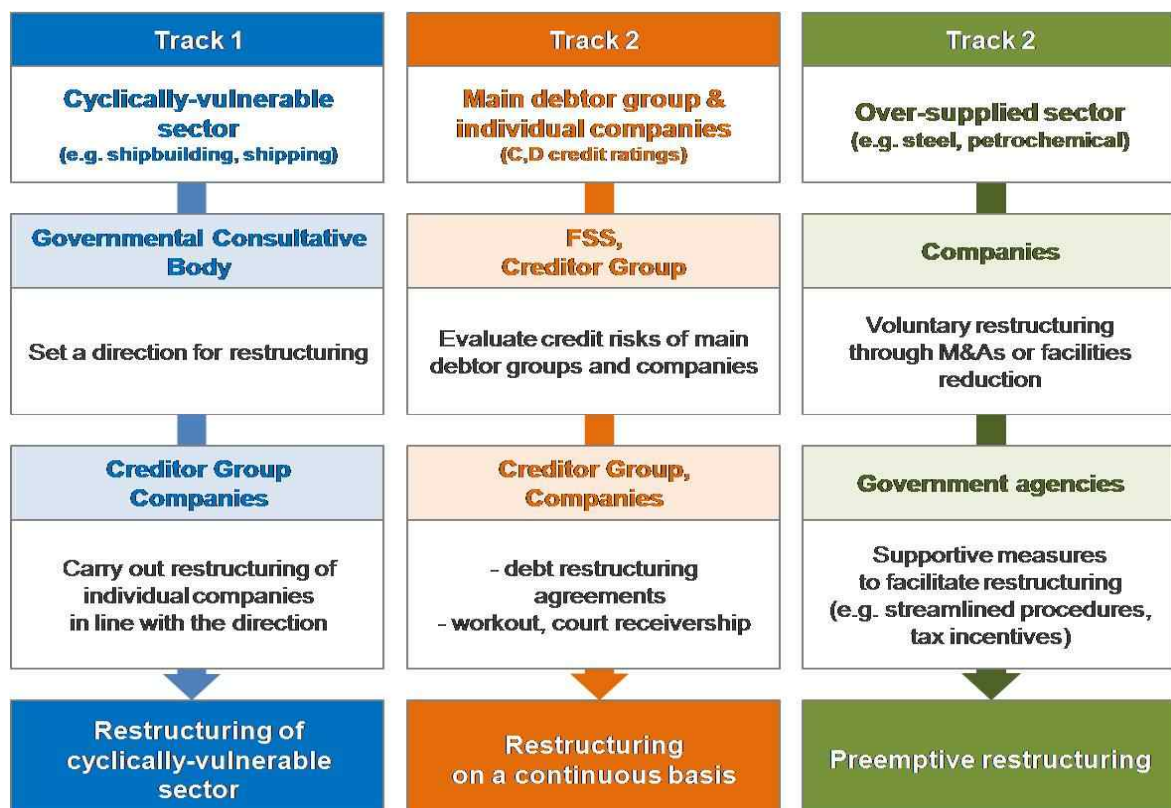 Track 1
Cyclically-vulnerable
sector
(e.g. shipbuilding, shipping)
Governmental Consultative
Body
Set a direction for restructuring
Creditor Group
Companies
Carry out restructuring of
individual companies
in line with the direction
Restructuring of
cyclically-vulnerable
sector
Track 2
Main debtor group &
individual companies
(C,D credit ratings)
FSS,
Creditor Group
Evaluate credit risks of main
debtor groups and companies
Creditor Group,
Companies
- debt restructuring
agreements
- workout, court receivership
Restructuring
on a continuous basis
Track 2
Over-supplied sector
(e.g. steel, petrochemical)
Companies
Voluntary restructuring
through M&As or facilities
reduction
Government agencies
Supportive measures
to facilitate restructuring
(e.g. streamlined procedures,
tax incentives)
Preemptive restructuring